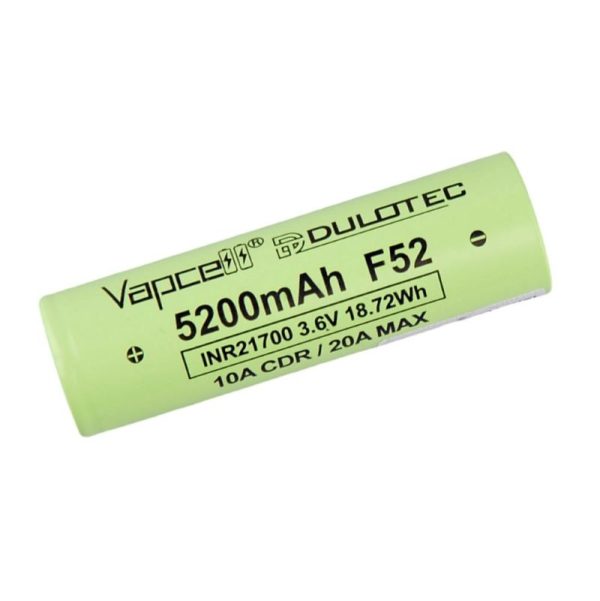 Vapcell® DULOTEC
5200mAh F52
INR21700 3.6V 18.72Wh
10A CDR / 20A MAX
+ -